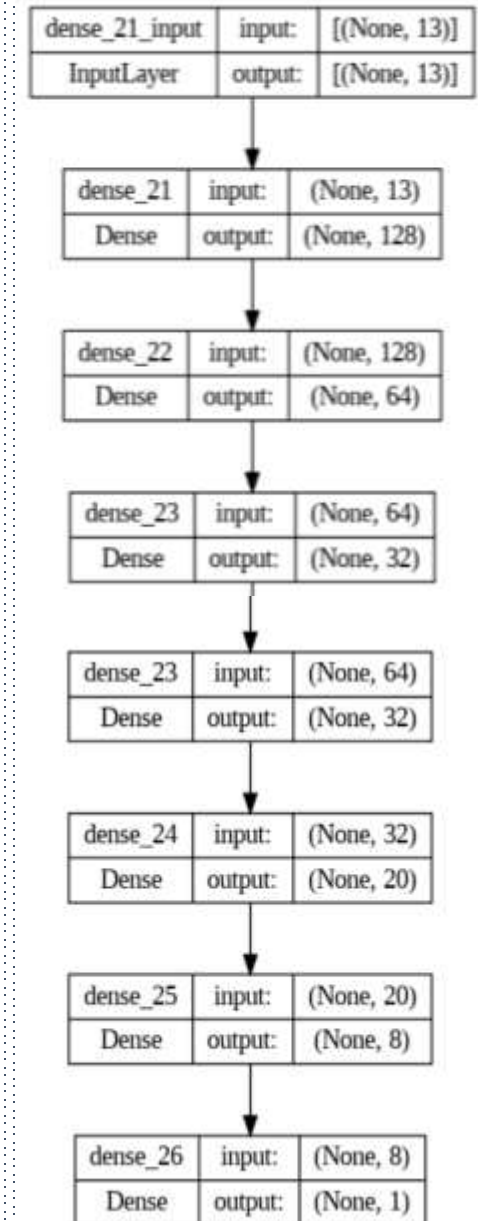 dense_21_input input: [(None, 13)]
InputLayer output: [(None, 13)]
dense_21 input: (None, 13)
Dense output: (None, 128)
dense_22 input: (None, 128)
Dense output: (None, 64)
dense_23 input: (None, 64)
Dense output: (None, 32)
dense_23 input: (None, 64)
Dense output: (None, 32)
dense_24 input: (None, 32)
Dense output: (None, 20)
dense_25 input: (None, 20)
Dense output: (None, 8)
dense_26 input: (None, 8)
Dense output: (None, 1)